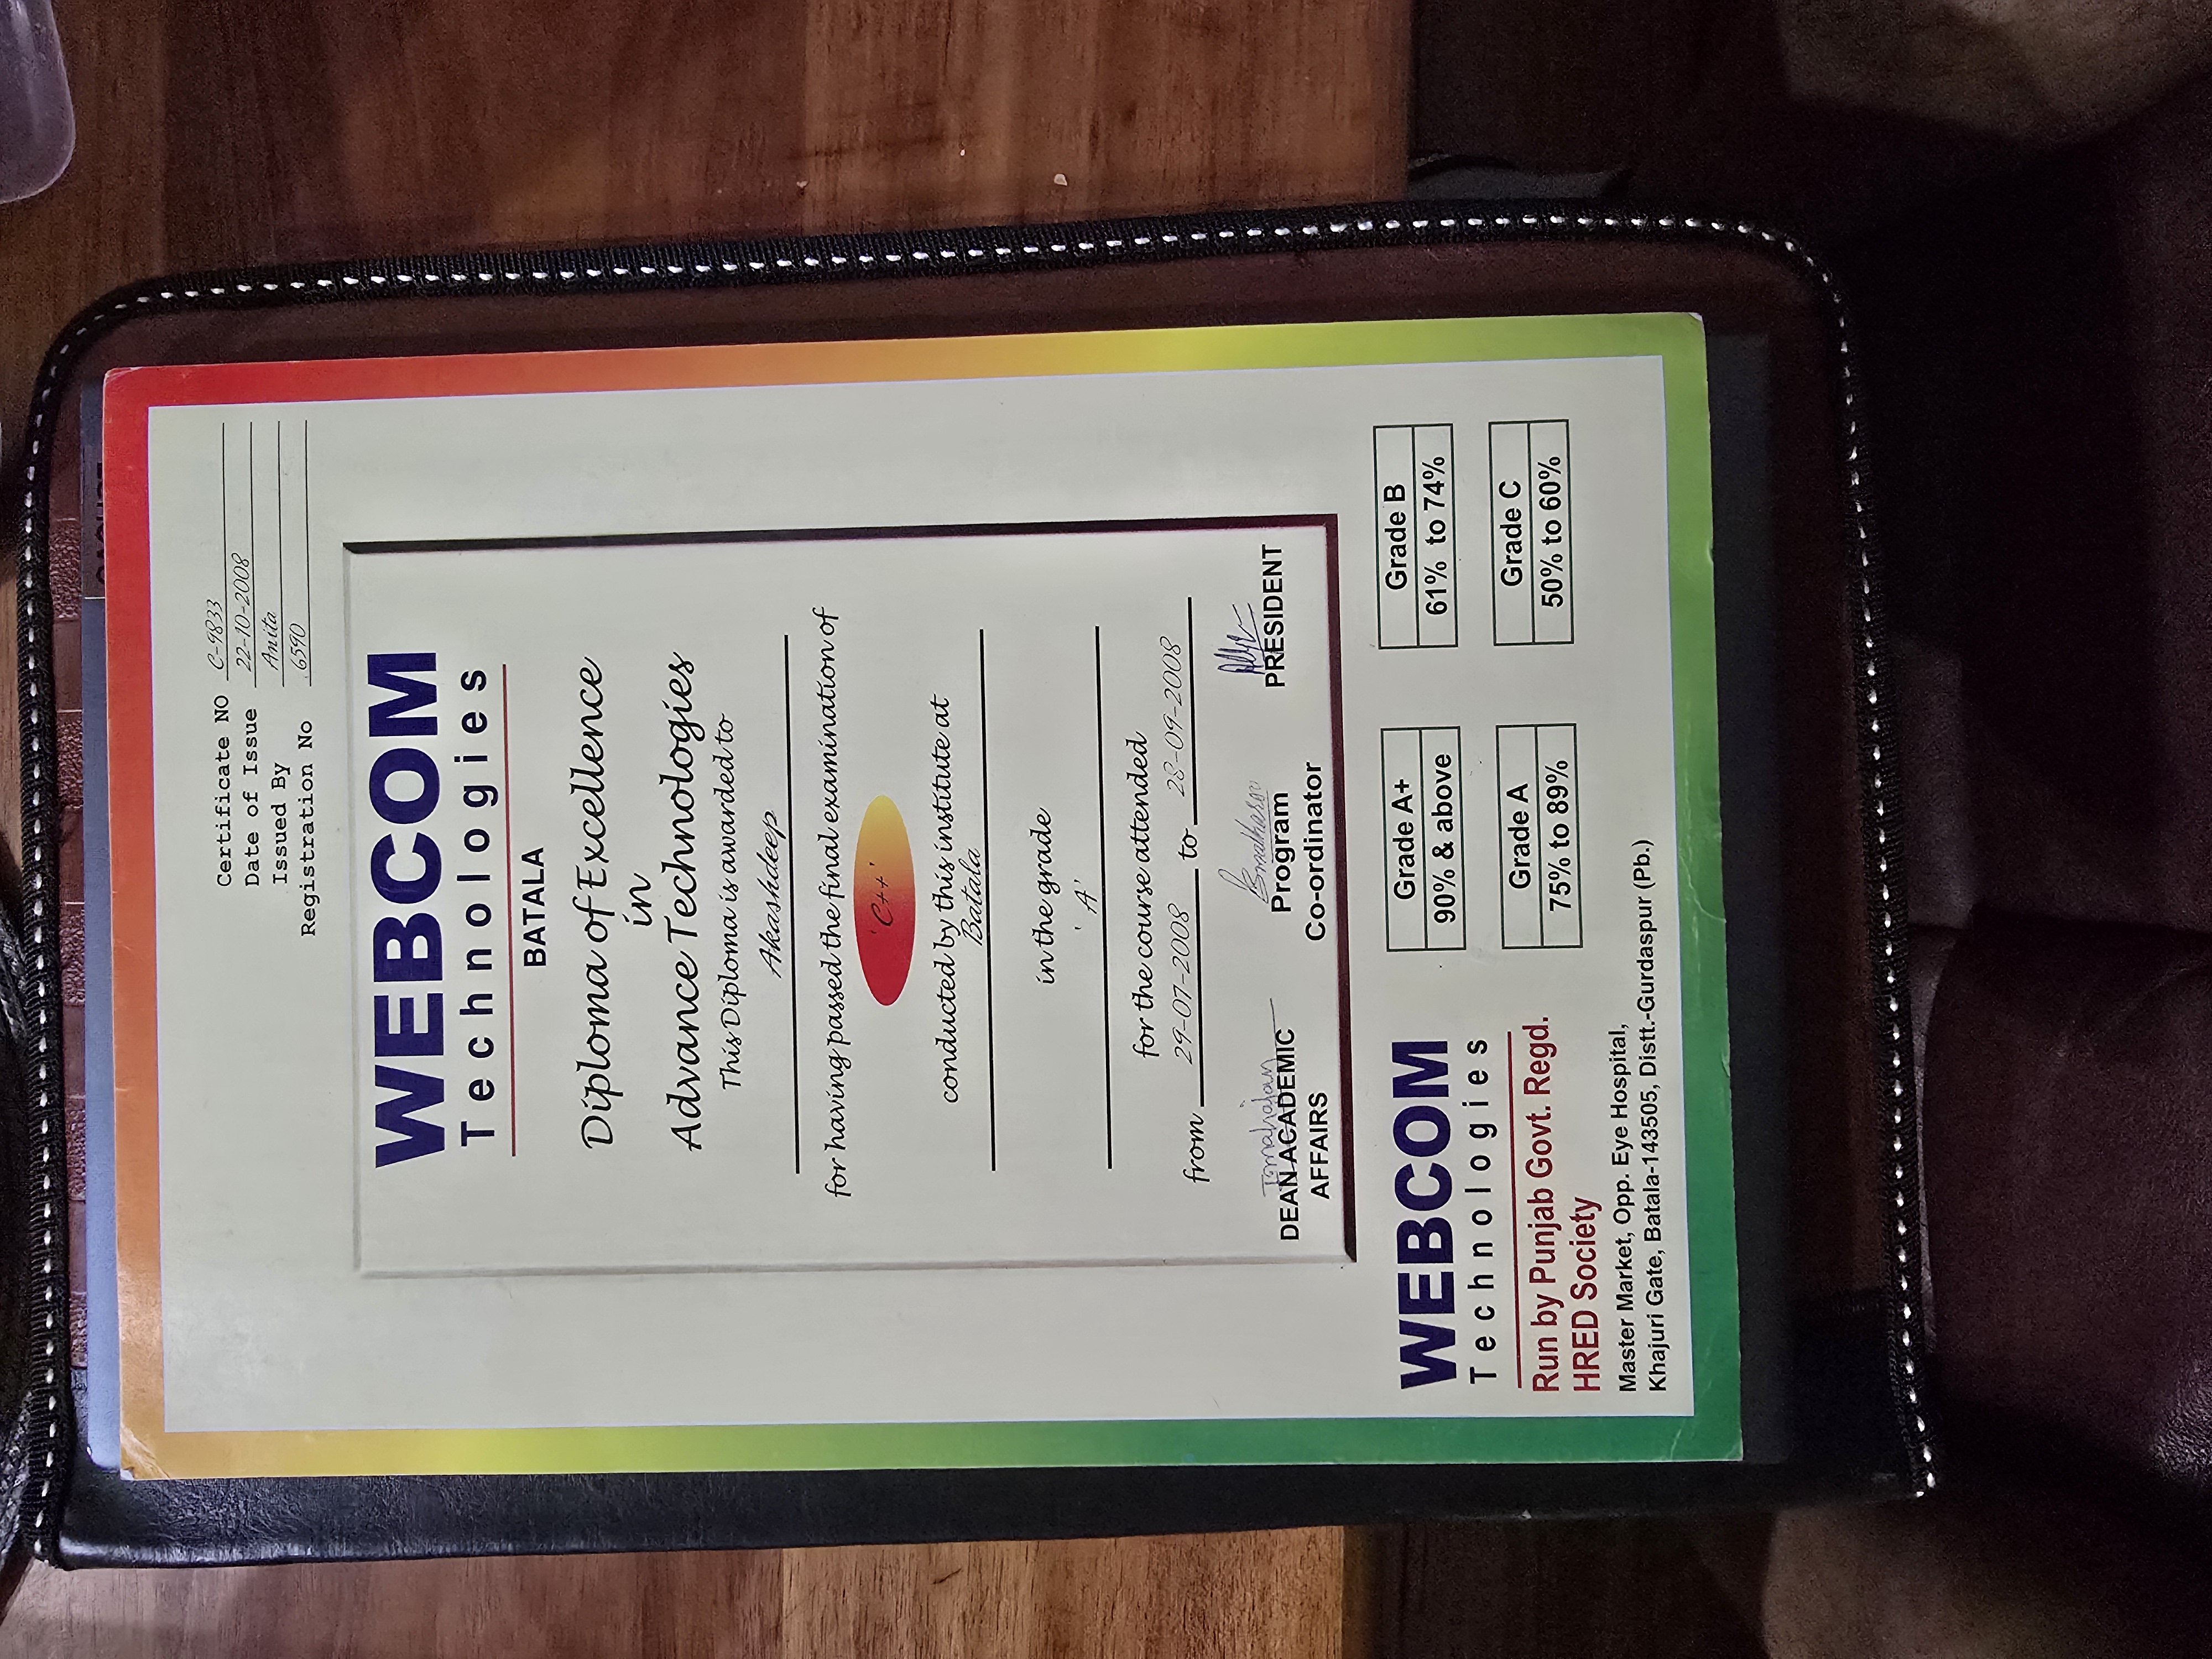 Certificate NO C-9833
Date of Issue 22-10-2008
Issued By Anita
Registration No 6590
WEBCOM
Technologies
BATALA
Diploma of Excellence
in
Advance Technologies
This Diploma is awarded to
Akashdeep
for having passed the final examination of
'C++'
conducted by this institute at
Batala
in the grade
'A'
for the course attended
from 29-07-2008 to 28-09-2008
DEAN ACADEMIC
AFFAIRS
Program
Co-ordinator
PRESIDENT
WEBCOM
Technologies
Run by Punjab Govt. Regd.
HRED Society
Master Market, Opp. Eye Hospital,
Khajuri Gate, Batala-143505, Distt.-Gurdaspur (Pb.)
Grade A+
90% & above
Grade B
61% to 74%
Grade A
75% to 89%
Grade C
50% to 60%